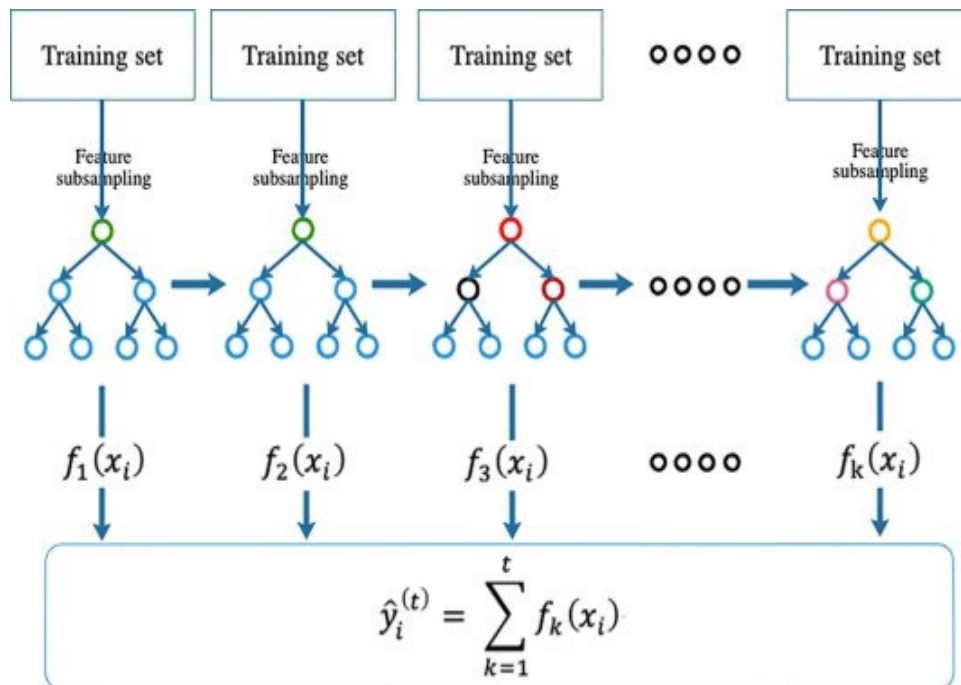 Training set
Training set
Training set
Training set
Feature
subsampling
Feature
subsampling
Feature
subsampling
Feature
subsampling
f₁(xᵢ)
f₂(xᵢ)
f₃(xᵢ)
fₖ(xᵢ)
ŷᵢ⁽ᵗ⁾ = ∑ₖ₌₁ᵗ fₖ(xᵢ)